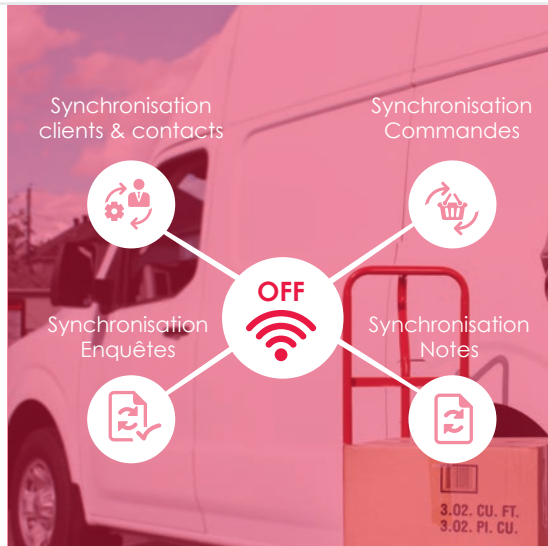 Synchronisation
clients & contacts
Synchronisation
Commandes
OFF
Synchronisation
Enquêtes
Synchronisation
Notes
3.02. CU. FT.
3.02. PI. CU.